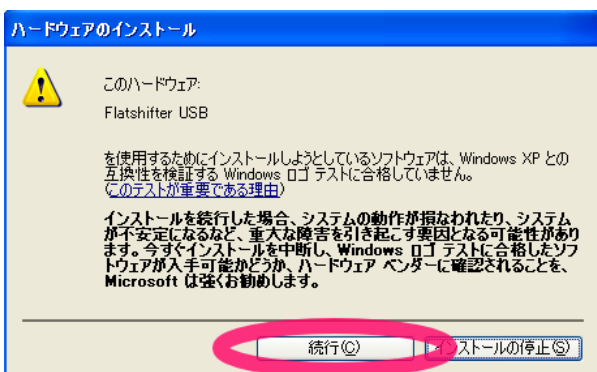 ハードウェアのインストール
このハードウェア:
Flatshifter USB
を使用するためにインストールしようとしているソフトウェアは、Windows XP との
互換性を検証する Windows ロゴ テストに合格していません。
(このテストが重要である理由)
インストールを続行した場合、システムの動作が損なわれたり、システム
が不安定になるなど、重大な障害を引き起こす要因となる可能性があり
ます。今すぐインストールを中断し、Windows ロゴ テストに合格したソフ
トウェアが入手可能かどうか、ハードウェア ベンダーに確認されることを、
Microsoft は強くお勧めします。
続行(C)
インストールの停止(S)